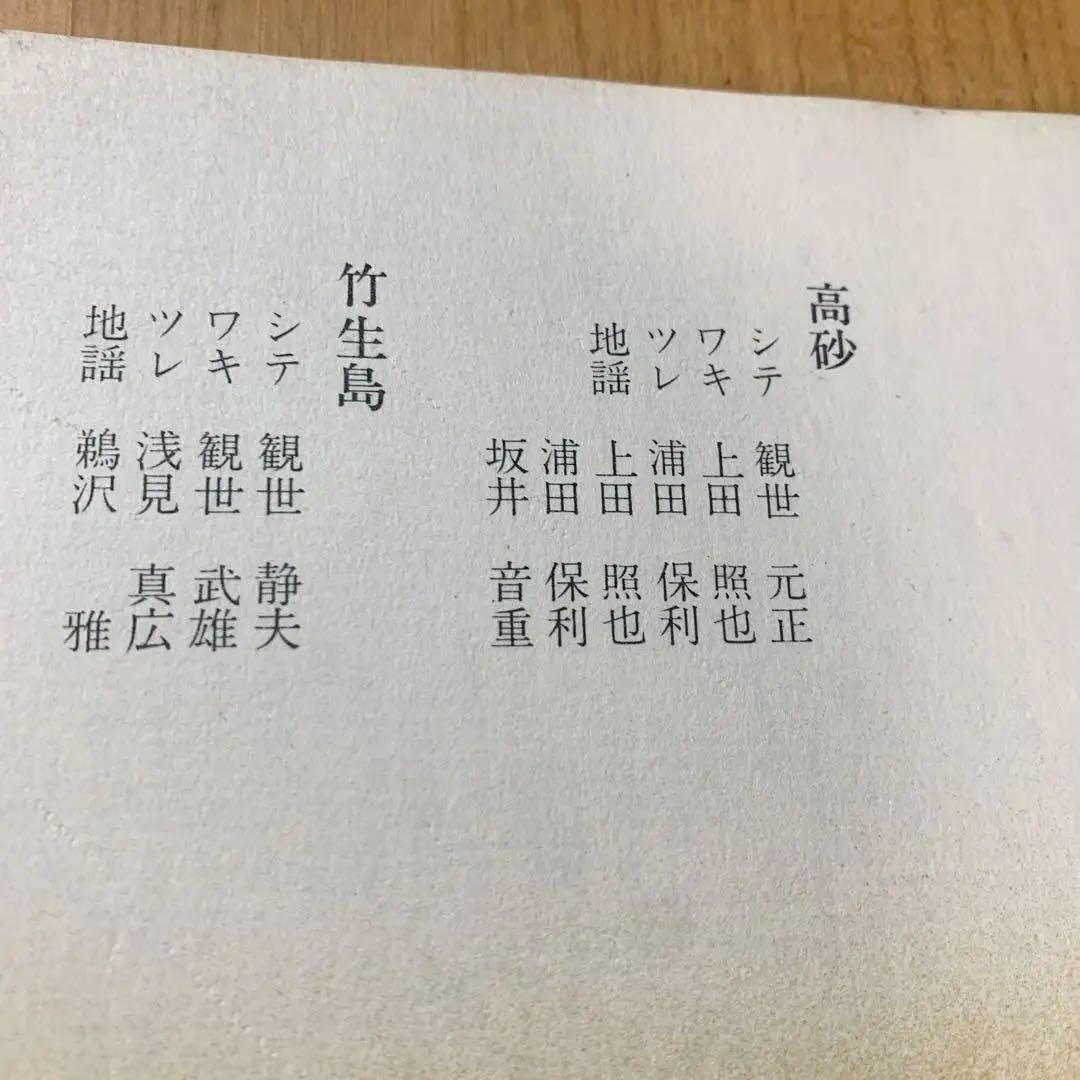 高砂
シテ 観世 元正
ワキ 上田 照也
ツレ 浦田 保利
地謡 上田 照也
浦田 保利
坂井 音重
竹生島
シテ 観世 静夫
ワキ 観世 武雄
ツレ 浅見 真広
地謡 鵜沢 雅